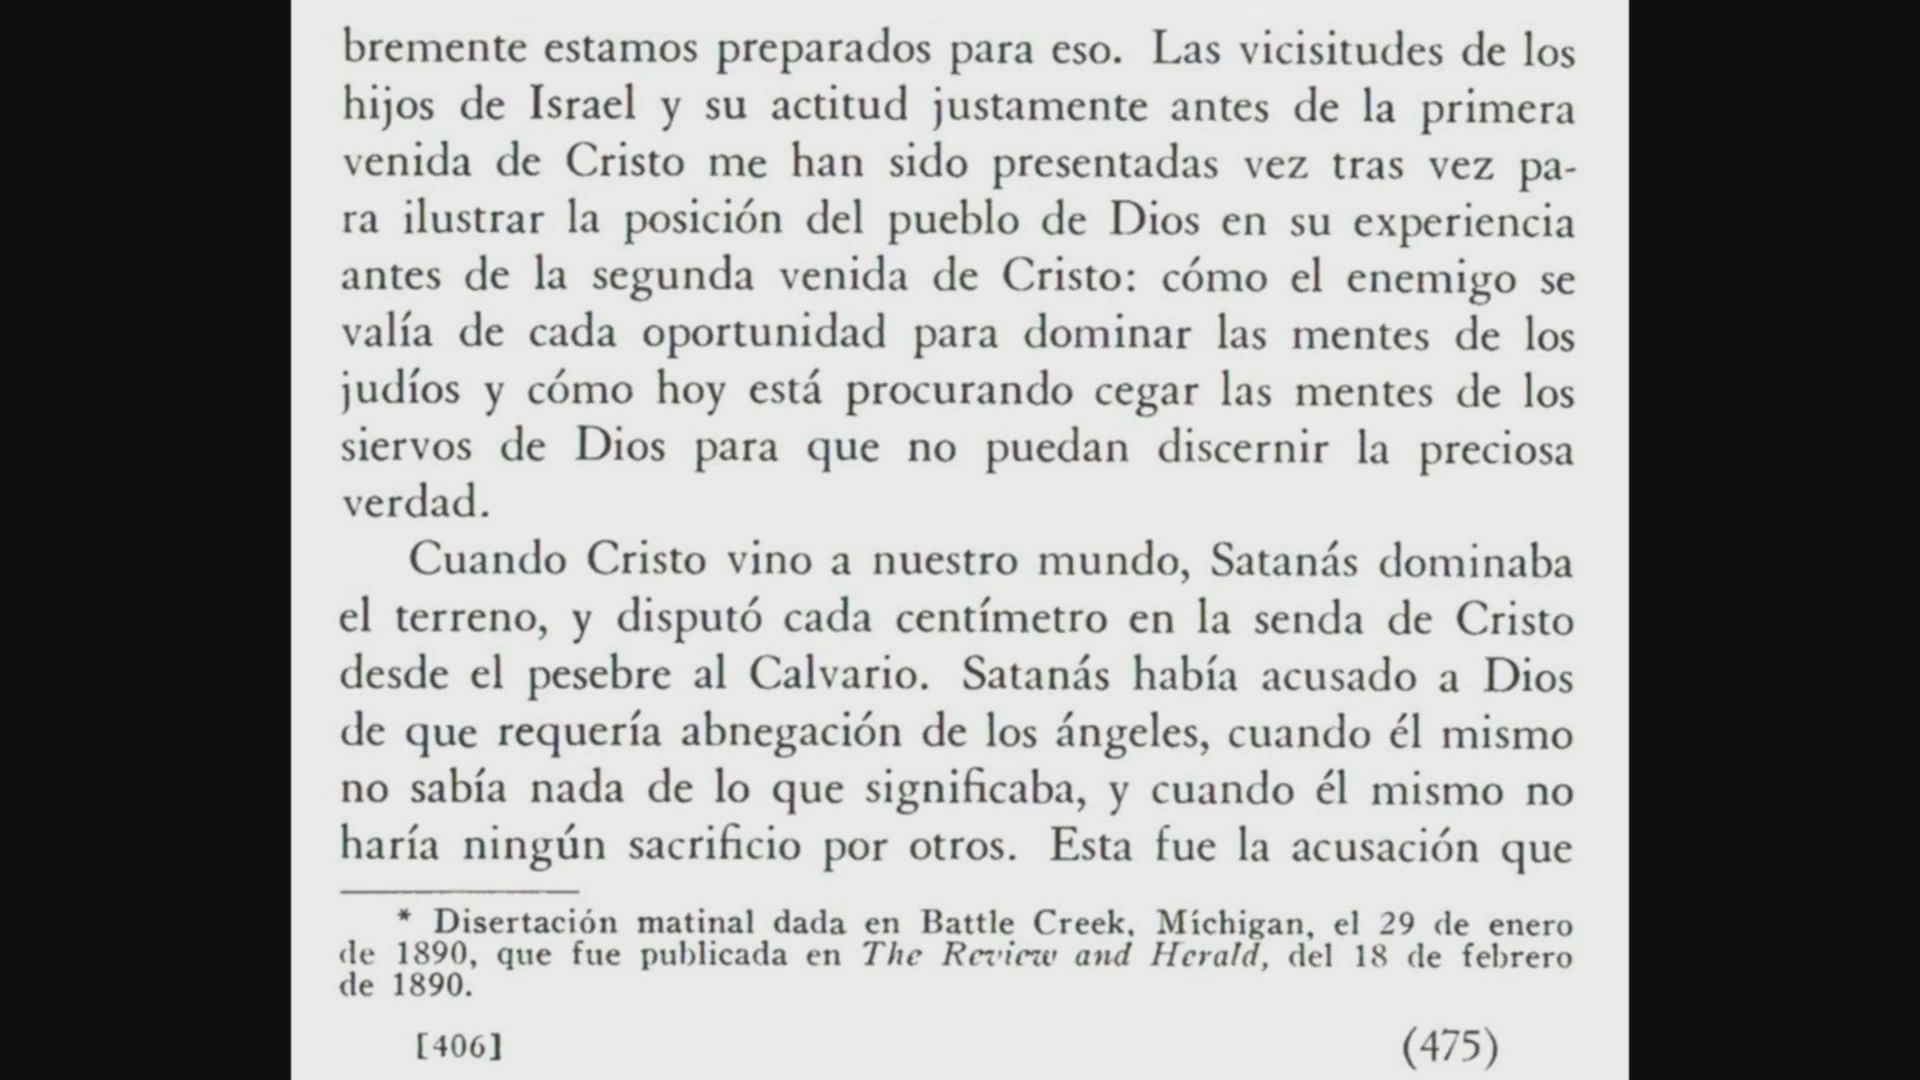 bremente estamos preparados para eso. Las vicisitudes de los
hijos de Israel y su actitud justamente antes de la primera
venida de Cristo me han sido presentadas vez tras vez pa-
ra ilustrar la posición del pueblo de Dios en su experiencia
antes de la segunda venida de Cristo: cómo el enemigo se
valía de cada oportunidad para dominar las mentes de los
judíos y cómo hoy está procurando cegar las mentes de los
siervos de Dios para que no puedan discernir la preciosa
verdad.
Cuando Cristo vino a nuestro mundo, Satanás dominaba
el terreno, y disputó cada centímetro en la senda de Cristo
desde el pesebre al Calvario. Satanás había acusado a Dios
de que requería abnegación de los ángeles, cuando él mismo
no sabía nada de lo que significaba, y cuando él mismo no
haría ningún sacrificio por otros. Esta fue la acusación que
* Disertación matinal dada en Battle Creek, Míchigan, el 29 de enero
de 1890, que fue publicada en The Review and Herald, del 18 de febrero
de 1890.
[406] (475)